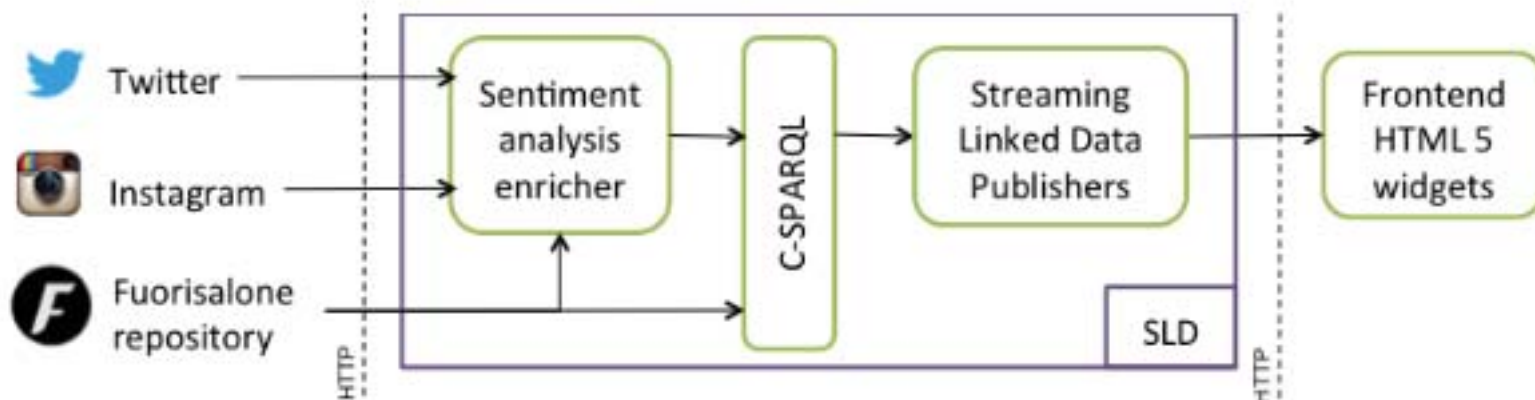 Twitter
Instagram
Fuorisalone
repository
HTTP
Sentiment
analysis
enricher
C-SPARQL
Streaming
Linked Data
Publishers
SLD
HTTP
Frontend
HTML 5
widgets